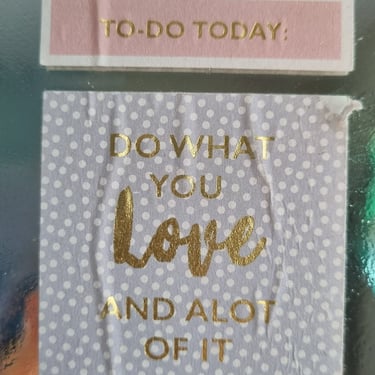 TO-DO TODAY:
DO WHAT
YOU
love
AND ALOT
OF IT